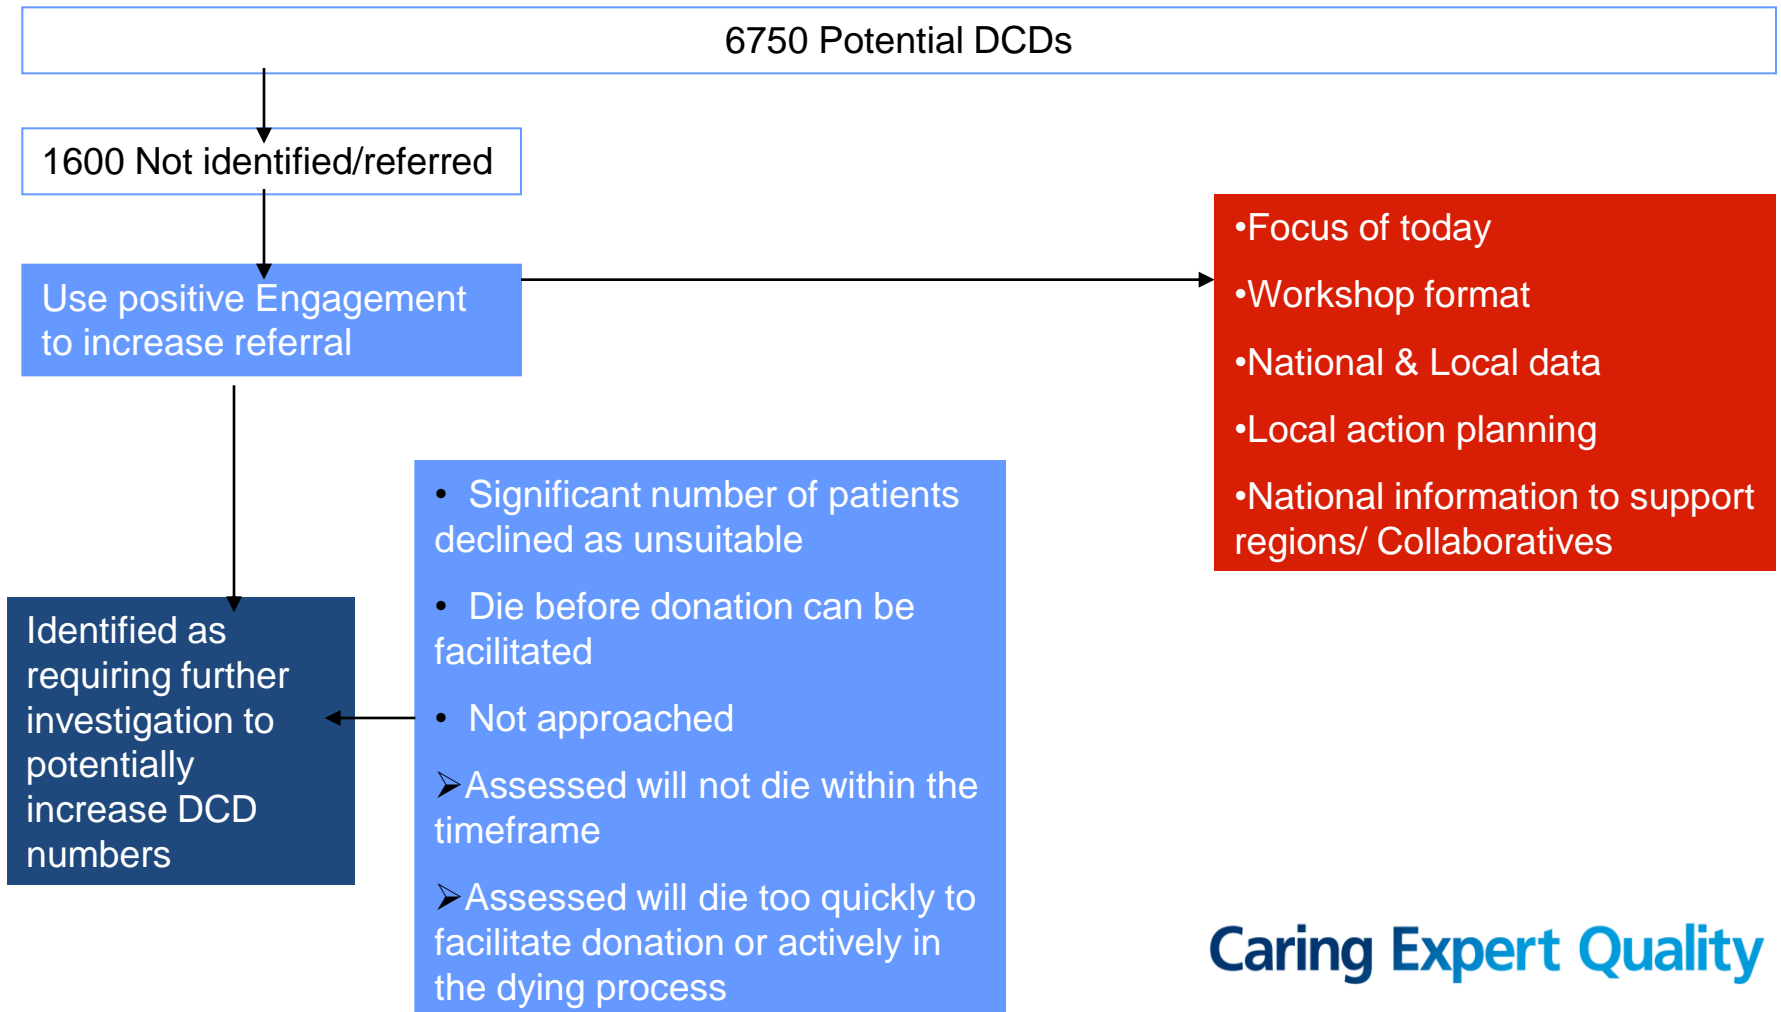 6750 Potential DCDs
1600 Not identified/referred
Use positive Engagement
to increase referral
•Focus of today
•Workshop format
•National & Local data
•Local action planning
•National information to support
regions/ Collaboratives
Identified as
requiring further
investigation to
potentially
increase DCD
numbers
• Significant number of patients
declined as unsuitable
• Die before donation can be
facilitated
• Not approached
➢Assessed will not die within the
timeframe
➢Assessed will die too quickly to
facilitate donation or actively in
the dying process
Caring Expert Quality